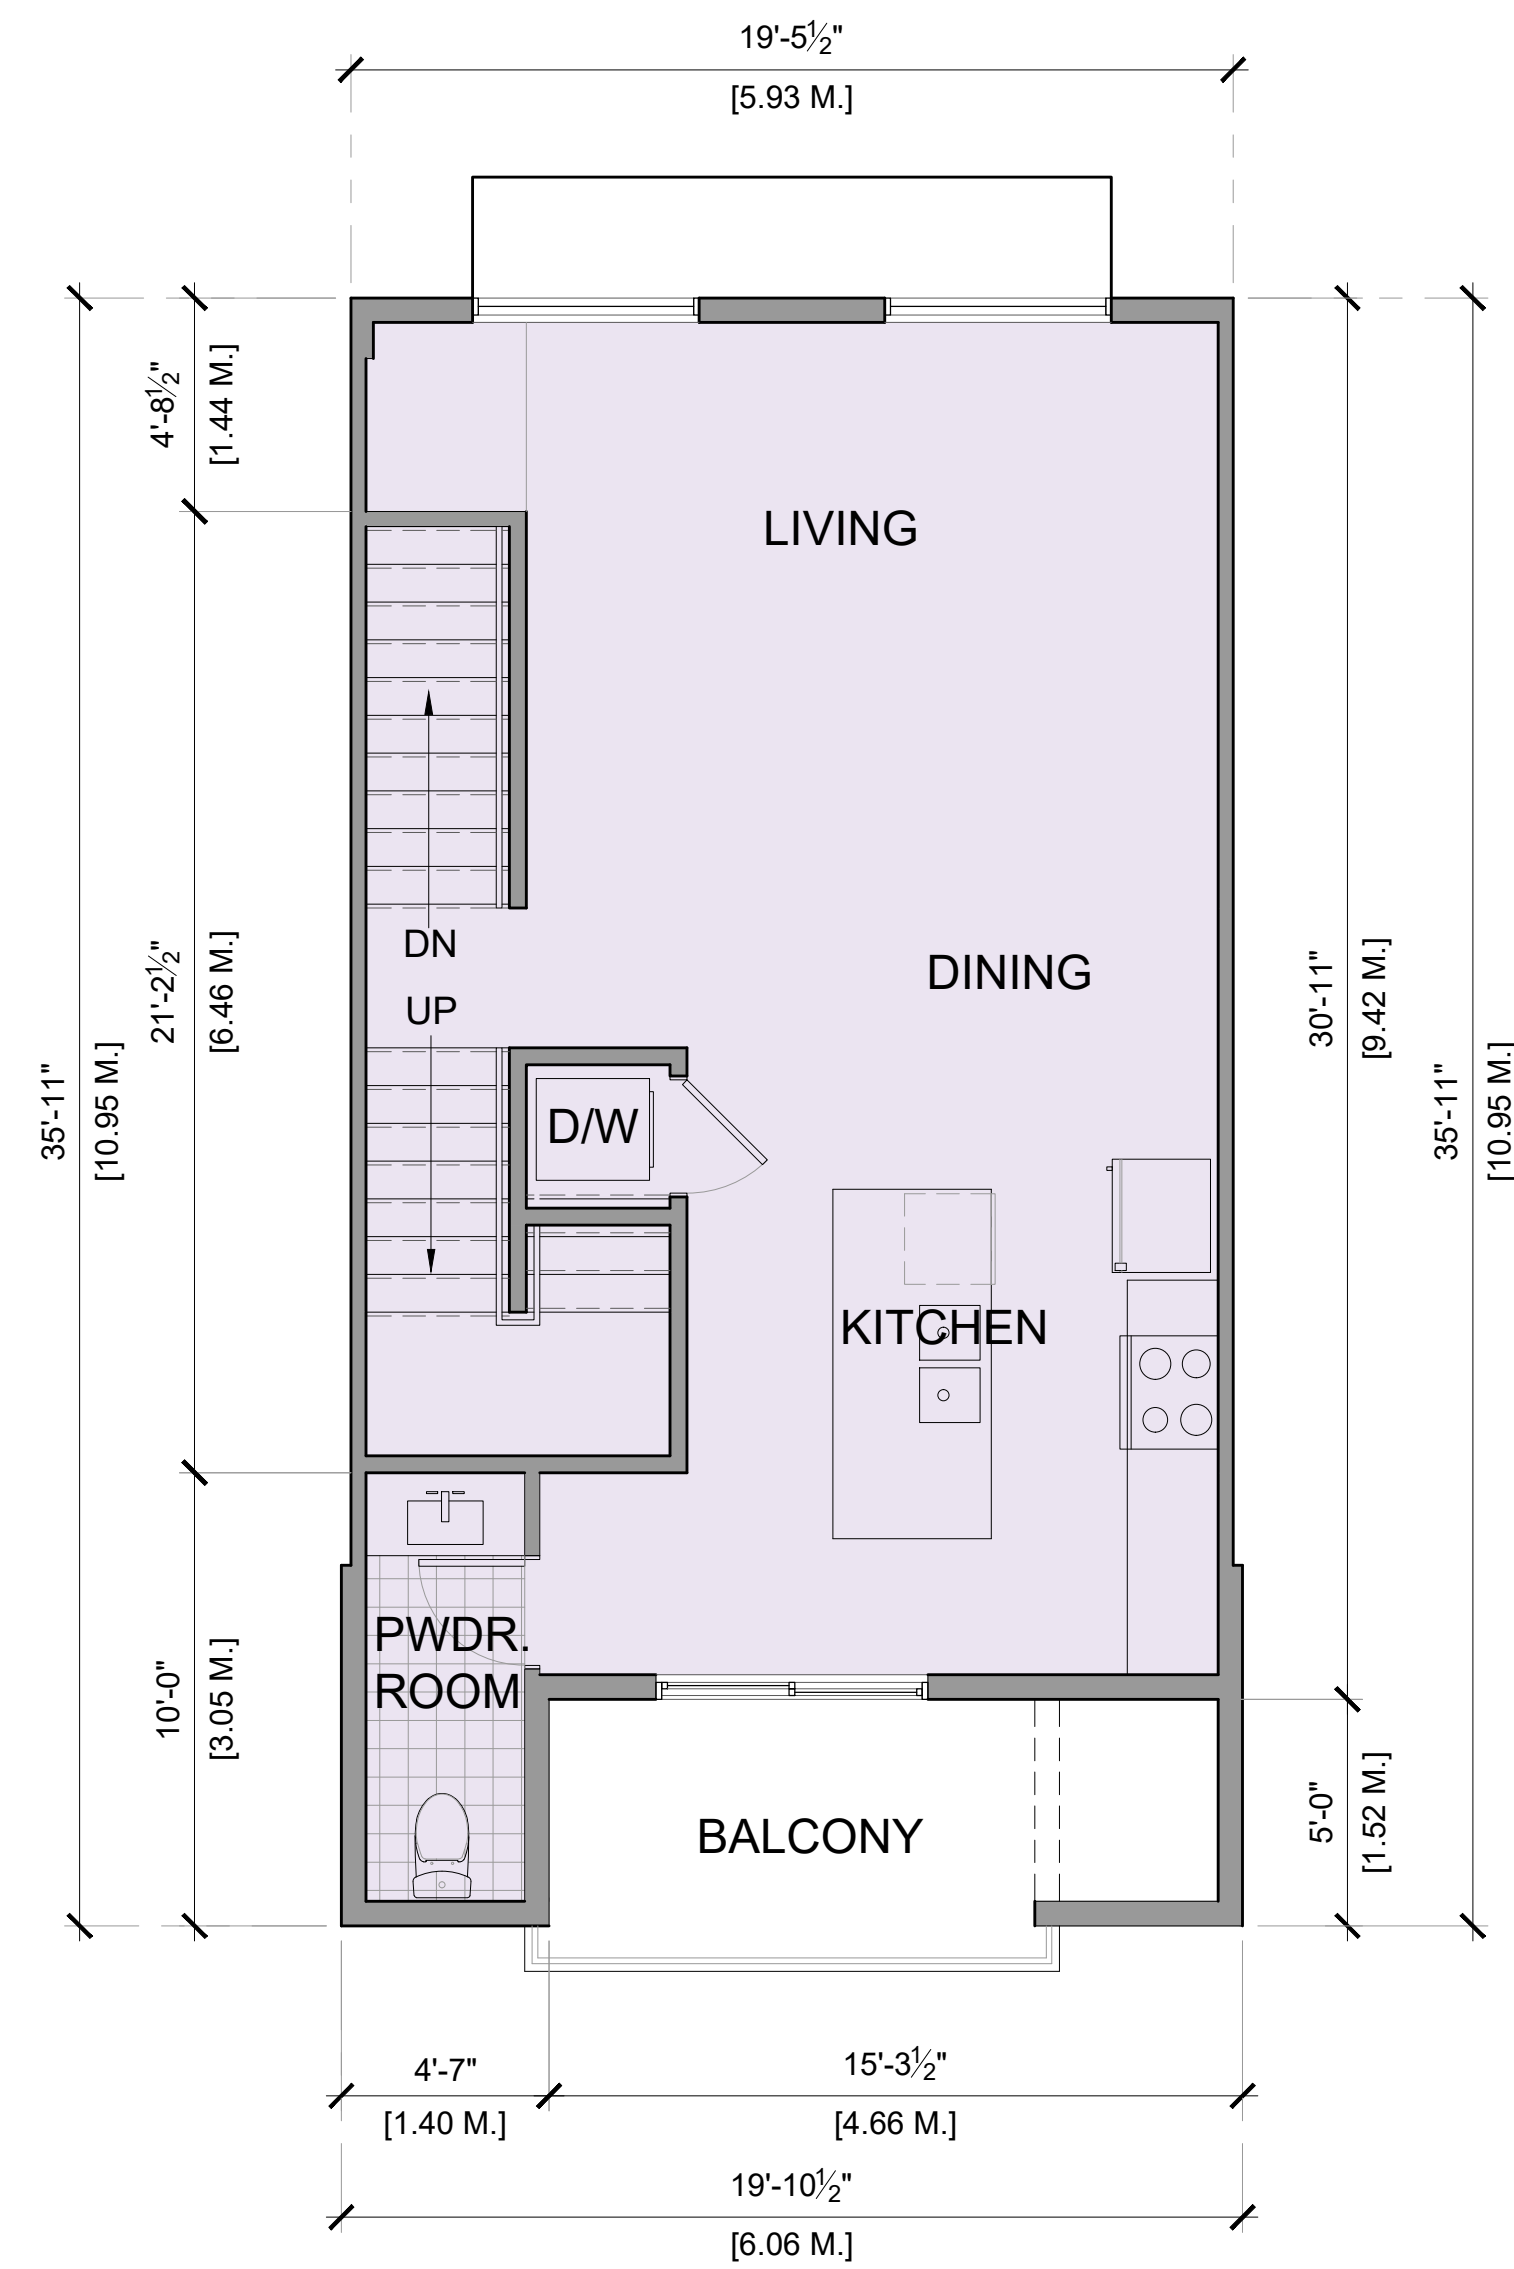 19'-5½"
[5.93 M.]
4'-8½"
[1.44 M.]
LIVING
21'-2½"
[6.46 M.]
DN
UP
DINING
30'-11"
[9.42 M.]
35'-11"
[10.95 M.]
35'-11"
[10.95 M.]
D/W
KITCHEN
PWDR.
ROOM
10'-0"
[3.05 M.]
BALCONY
5'-0"
[1.52 M.]
4'-7"
[1.40 M.]
15'-3½"
[4.66 M.]
19'-10½"
[6.06 M.]